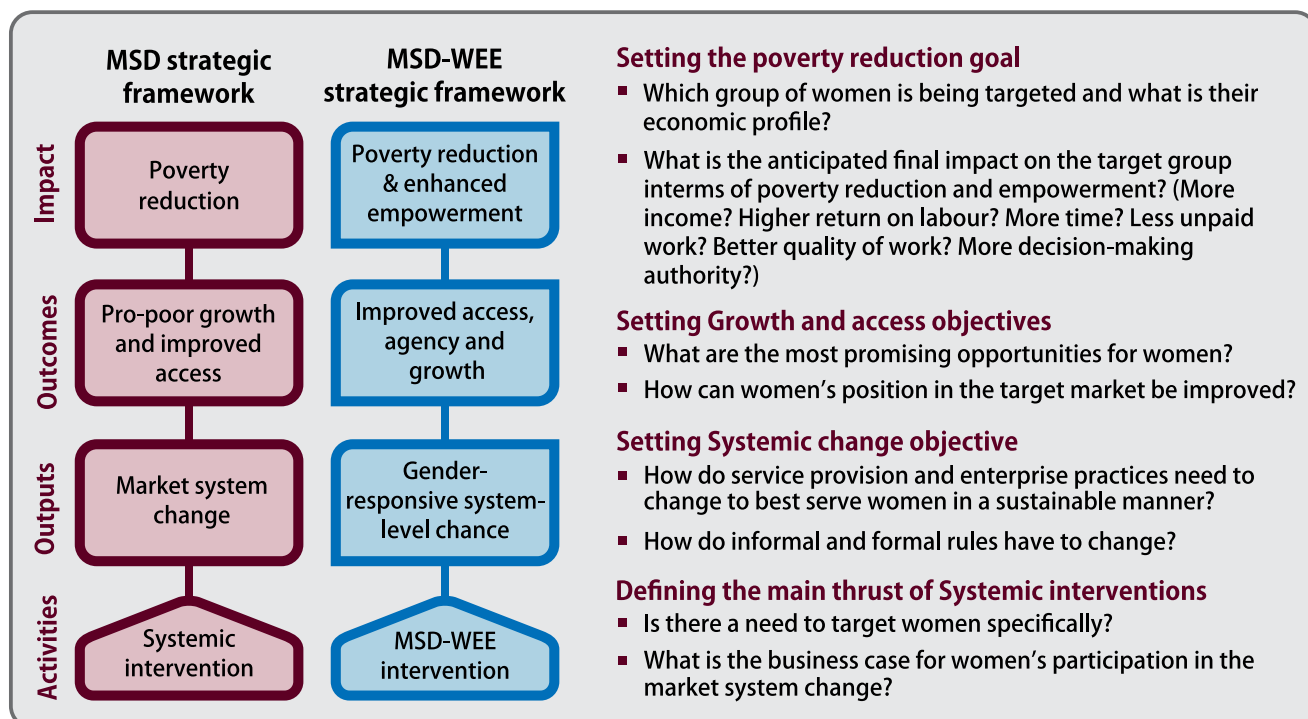 MSD strategic
framework
MSD-WEE
strategic framework
Impact
Poverty
reduction
Poverty reduction
& enhanced
empowerment
Outcomes
Pro-poor growth
and improved
access
Improved access,
agency and
growth
Outputs
Market system
change
Gender-
responsive system-
level chance
Activities
Systemic
intervention
MSD-WEE
intervention
Setting the poverty reduction goal
▪ Which group of women is being targeted and what is their
economic profile?
▪ What is the anticipated final impact on the target group
interms of poverty reduction and empowerment? (More
income? Higher return on labour? More time? Less unpaid
work? Better quality of work? More decision-making
authority?)
Setting Growth and access objectives
▪ What are the most promising opportunities for women?
▪ How can women’s position in the target market be improved?
Setting Systemic change objective
▪ How do service provision and enterprise practices need to
change to best serve women in a sustainable manner?
▪ How do informal and formal rules have to change?
Defining the main thrust of Systemic interventions
▪ Is there a need to target women specifically?
▪ What is the business case for women’s participation in the
market system change?